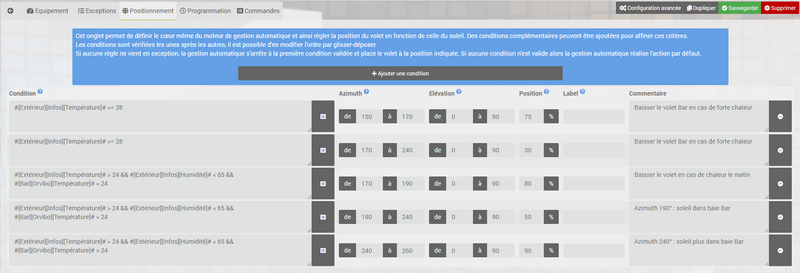 Equipement Exceptions Positionnement Programmation Commandes Configuration avancée Dupliquer Sauvegarder Supprimer
Cet onglet permet de définir le cœur même du moteur de gestion automatique et ainsi régler la position du volet en fonction de celle du soleil. Des conditions complémentaires peuvent être ajoutées pour affiner ces critères.
Les conditions sont vérifiées les unes après les autres, il est possible d'en modifier l'ordre par glisser-déposer.
Si aucune règle ne vient en exception, la gestion automatique s'arrête à la première condition validée et place le volet à la position indiquée. Si aucune condition n'est valide alors la gestion automatique réalise l'action par défaut.
+ Ajouter une condition
Condition ? Azimuth ? Elévation ? Position ? Label ? Commentaire
#[Extérieur][Infos][Température]# >= 28 de 150 à 170 de 0 à 90 75 % Baisser le volet Bar en cas de forte chaleur
#[Extérieur][Infos][Température]# >= 28 de 170 à 240 de 0 à 90 30 % Baisser le volet Bar en cas de forte chaleur
#[Extérieur][Infos][Température]# > 24 && #[Extérieur][Infos][Humidité]# < 65 &&
#[Bar][Orvibo][Température]# > 24 de 170 à 190 de 0 à 90 80 % Baisser le volet en cas de chaleur le matin
#[Extérieur][Infos][Température]# > 24 && #[Extérieur][Infos][Humidité]# < 65 &&
#[Bar][Orvibo][Température]# > 24 de 190 à 240 de 0 à 90 50 % Azimuth 190° : soleil dans baie Bar
#[Extérieur][Infos][Température]# > 24 && #[Extérieur][Infos][Humidité]# < 65 &&
#[Bar][Orvibo][Température]# > 24 de 240 à 260 de 0 à 90 90 % Azimuth 240° : soleil plus dans baie Bar